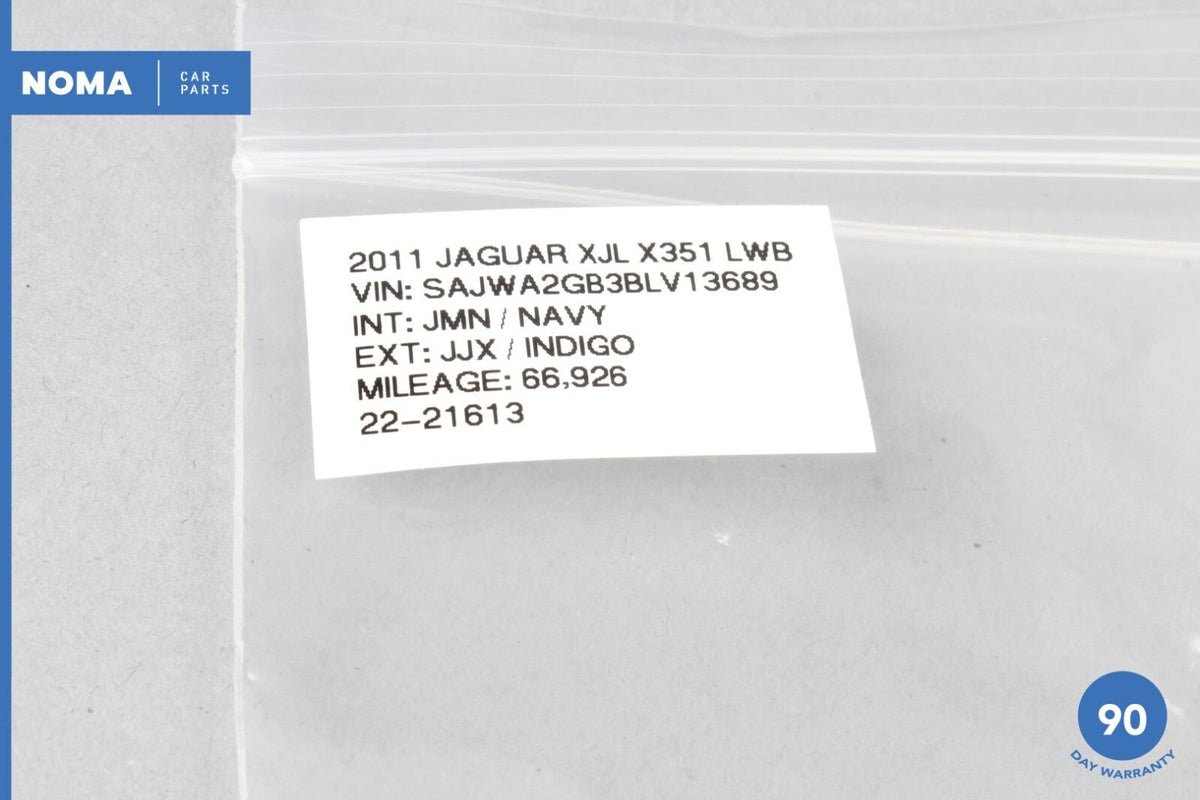 NOMA
CAR
PARTS
2011 JAGUAR XJL X351 LWB
VIN: SAJWA2GB3BLV13689
INT: JMN / NAVY
EXT: JJX / INDIGO
MILEAGE: 66,926
22-21613
90
DAY WARRANTY